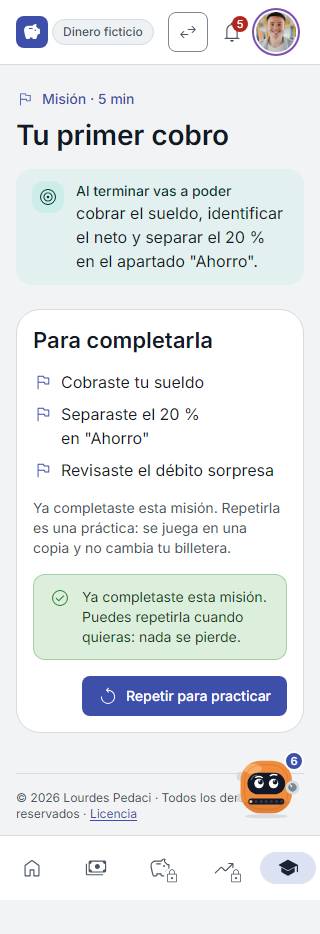 Dinero ficticio
5
Misión · 5 min
Tu primer cobro
Al terminar vas a poder
cobrar el sueldo, identificar
el neto y separar el 20 %
en el apartado "Ahorro".
Para completarla
Cobraste tu sueldo
Separaste el 20 %
en "Ahorro"
Revisaste el débito sorpresa
Ya completaste esta misión. Repetirla
es una práctica: se juega en una
copia y no cambia tu billetera.
Ya completaste esta misión.
Puedes repetirla cuando
quieras: nada se pierde.
Repetir para practicar
6
© 2026 Lourdes Pedaci · Todos los
reservados · Licencia